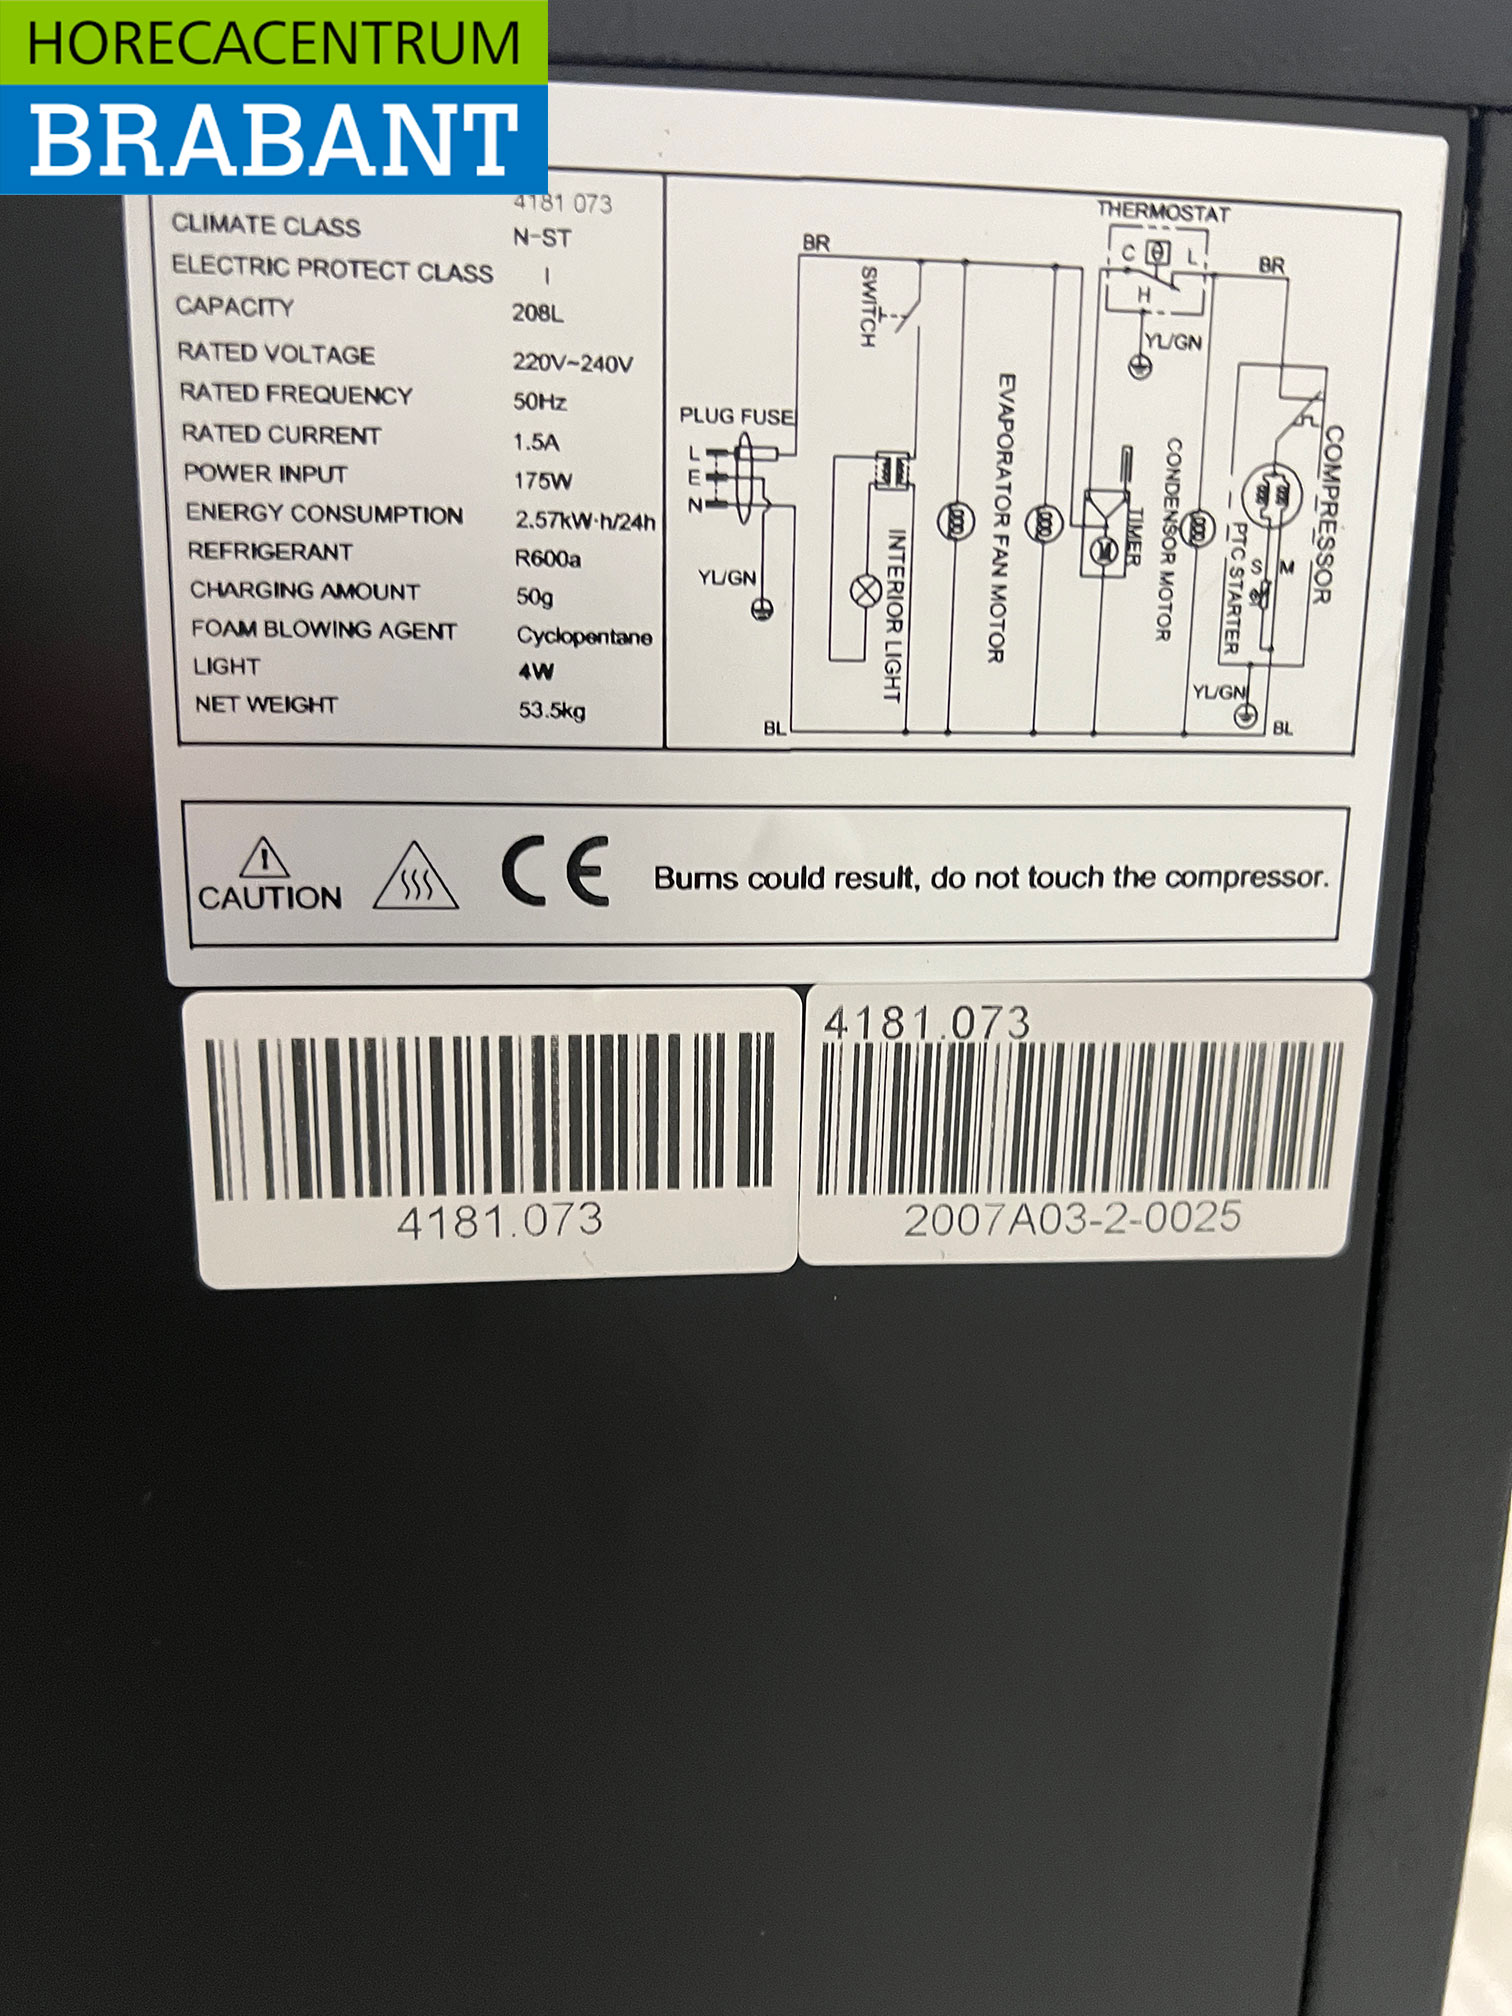 HORECACENTRUM
BRABANT
4181 073
CLIMATE CLASS N-ST
ELECTRIC PROTECT CLASS I
CAPACITY 208L
RATED VOLTAGE 220V~240V
RATED FREQUENCY 50Hz
RATED CURRENT 1.5A
POWER INPUT 175W
ENERGY CONSUMPTION 2.57kW·h/24h
REFRIGERANT R600a
CHARGING AMOUNT 50g
FOAM BLOWING AGENT Cyclopentane
LIGHT 4W
NET WEIGHT 53.5kg
THERMOSTAT
BR
C θ L
BR
H
SWITCH
YL/GN
PLUG FUSE
L
E
N
YL/GN
INTERIOR LIGHT
EVAPORATOR FAN MOTOR
TIMER
M
CONDENSOR MOTOR
PTC STARTER
S M
COMPRESSOR
YL/GN
BL
BL
CAUTION
CE
Burns could result, do not touch the compressor.
4181.073
4181.073
2007A03-2-0025